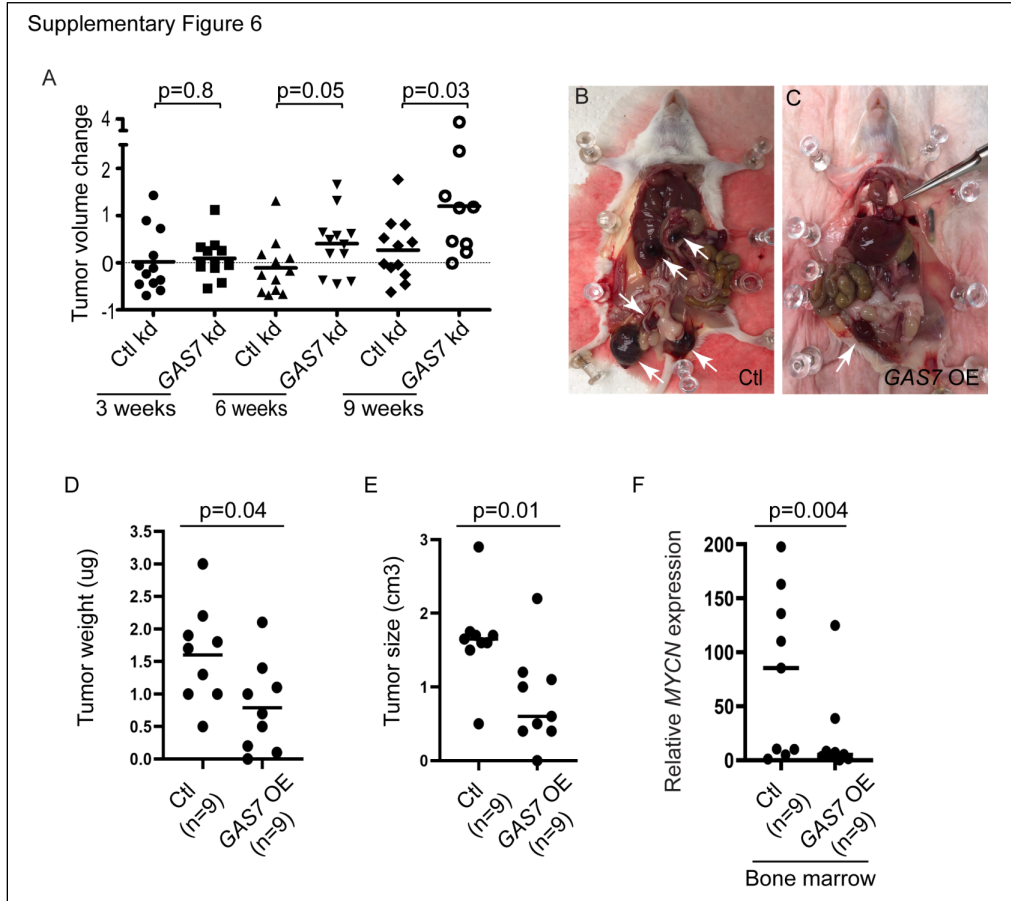 Supplementary Figure 6
A
p=0.8
p=0.05
p=0.03
Tumor volume change
4
2
1
0
-1
Ctl kd
GAS7 kd
Ctl kd
GAS7 kd
Ctl kd
GAS7 kd
3 weeks
6 weeks
9 weeks
B
Ctl
C
GAS7 OE
D
p=0.04
Tumor weight (ug)
3.5
3.0
2.5
2.0
1.5
1.0
0.5
0.0
Ctl
(n=9)
GAS7 OE
(n=9)
E
p=0.01
Tumor size (cm3)
3
2
1
0
Ctl
(n=9)
GAS7 OE
(n=9)
F
p=0.004
Relative MYCN expression
200
150
100
50
0
Ctl
(n=9)
GAS7 OE
(n=9)
Bone marrow